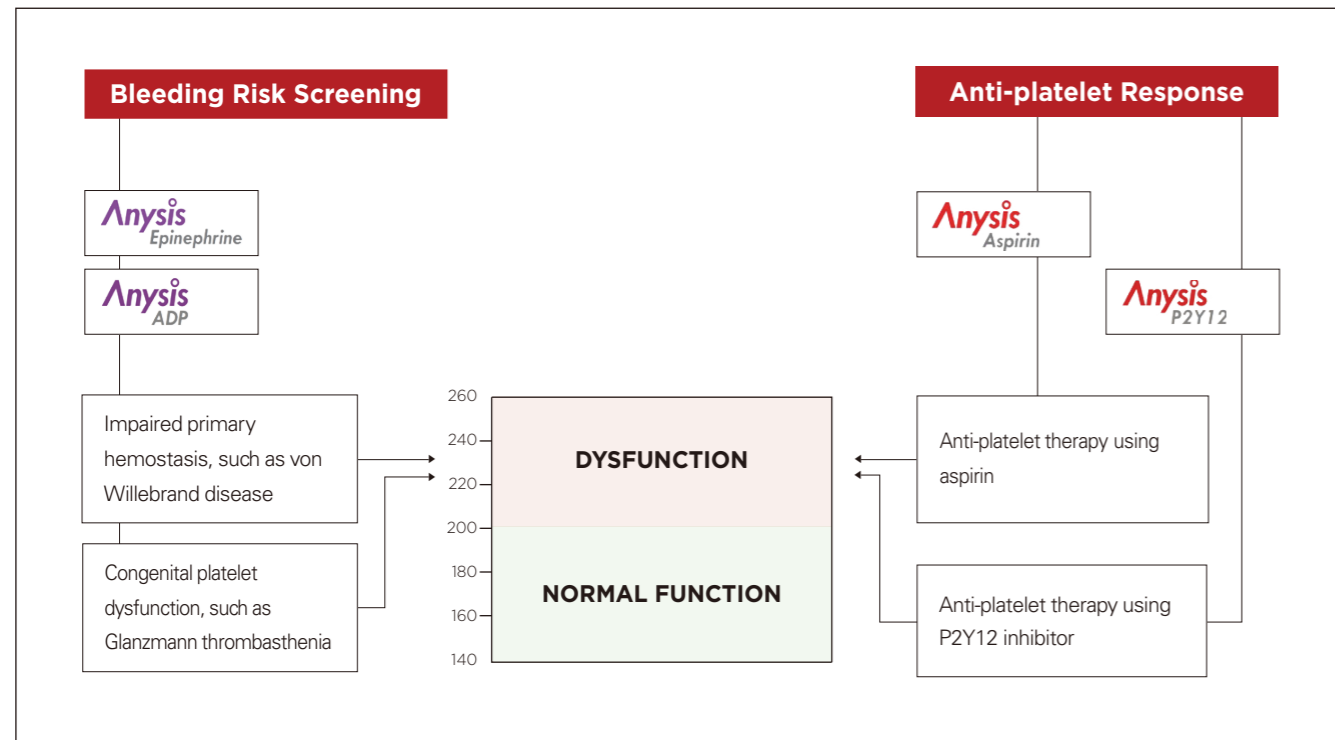 Bleeding Risk Screening
Anysis
Epinephrine
Anysis
ADP
Impaired primary
hemostasis, such as von
Willebrand disease
Congenital platelet
dysfunction, such as
Glanzmann thrombasthenia
260
240
220
200
180
160
140
DYSFUNCTION
NORMAL FUNCTION
Anti-platelet Response
Anysis
Aspirin
Anysis
P2Y12
Anti-platelet therapy using
aspirin
Anti-platelet therapy using
P2Y12 inhibitor